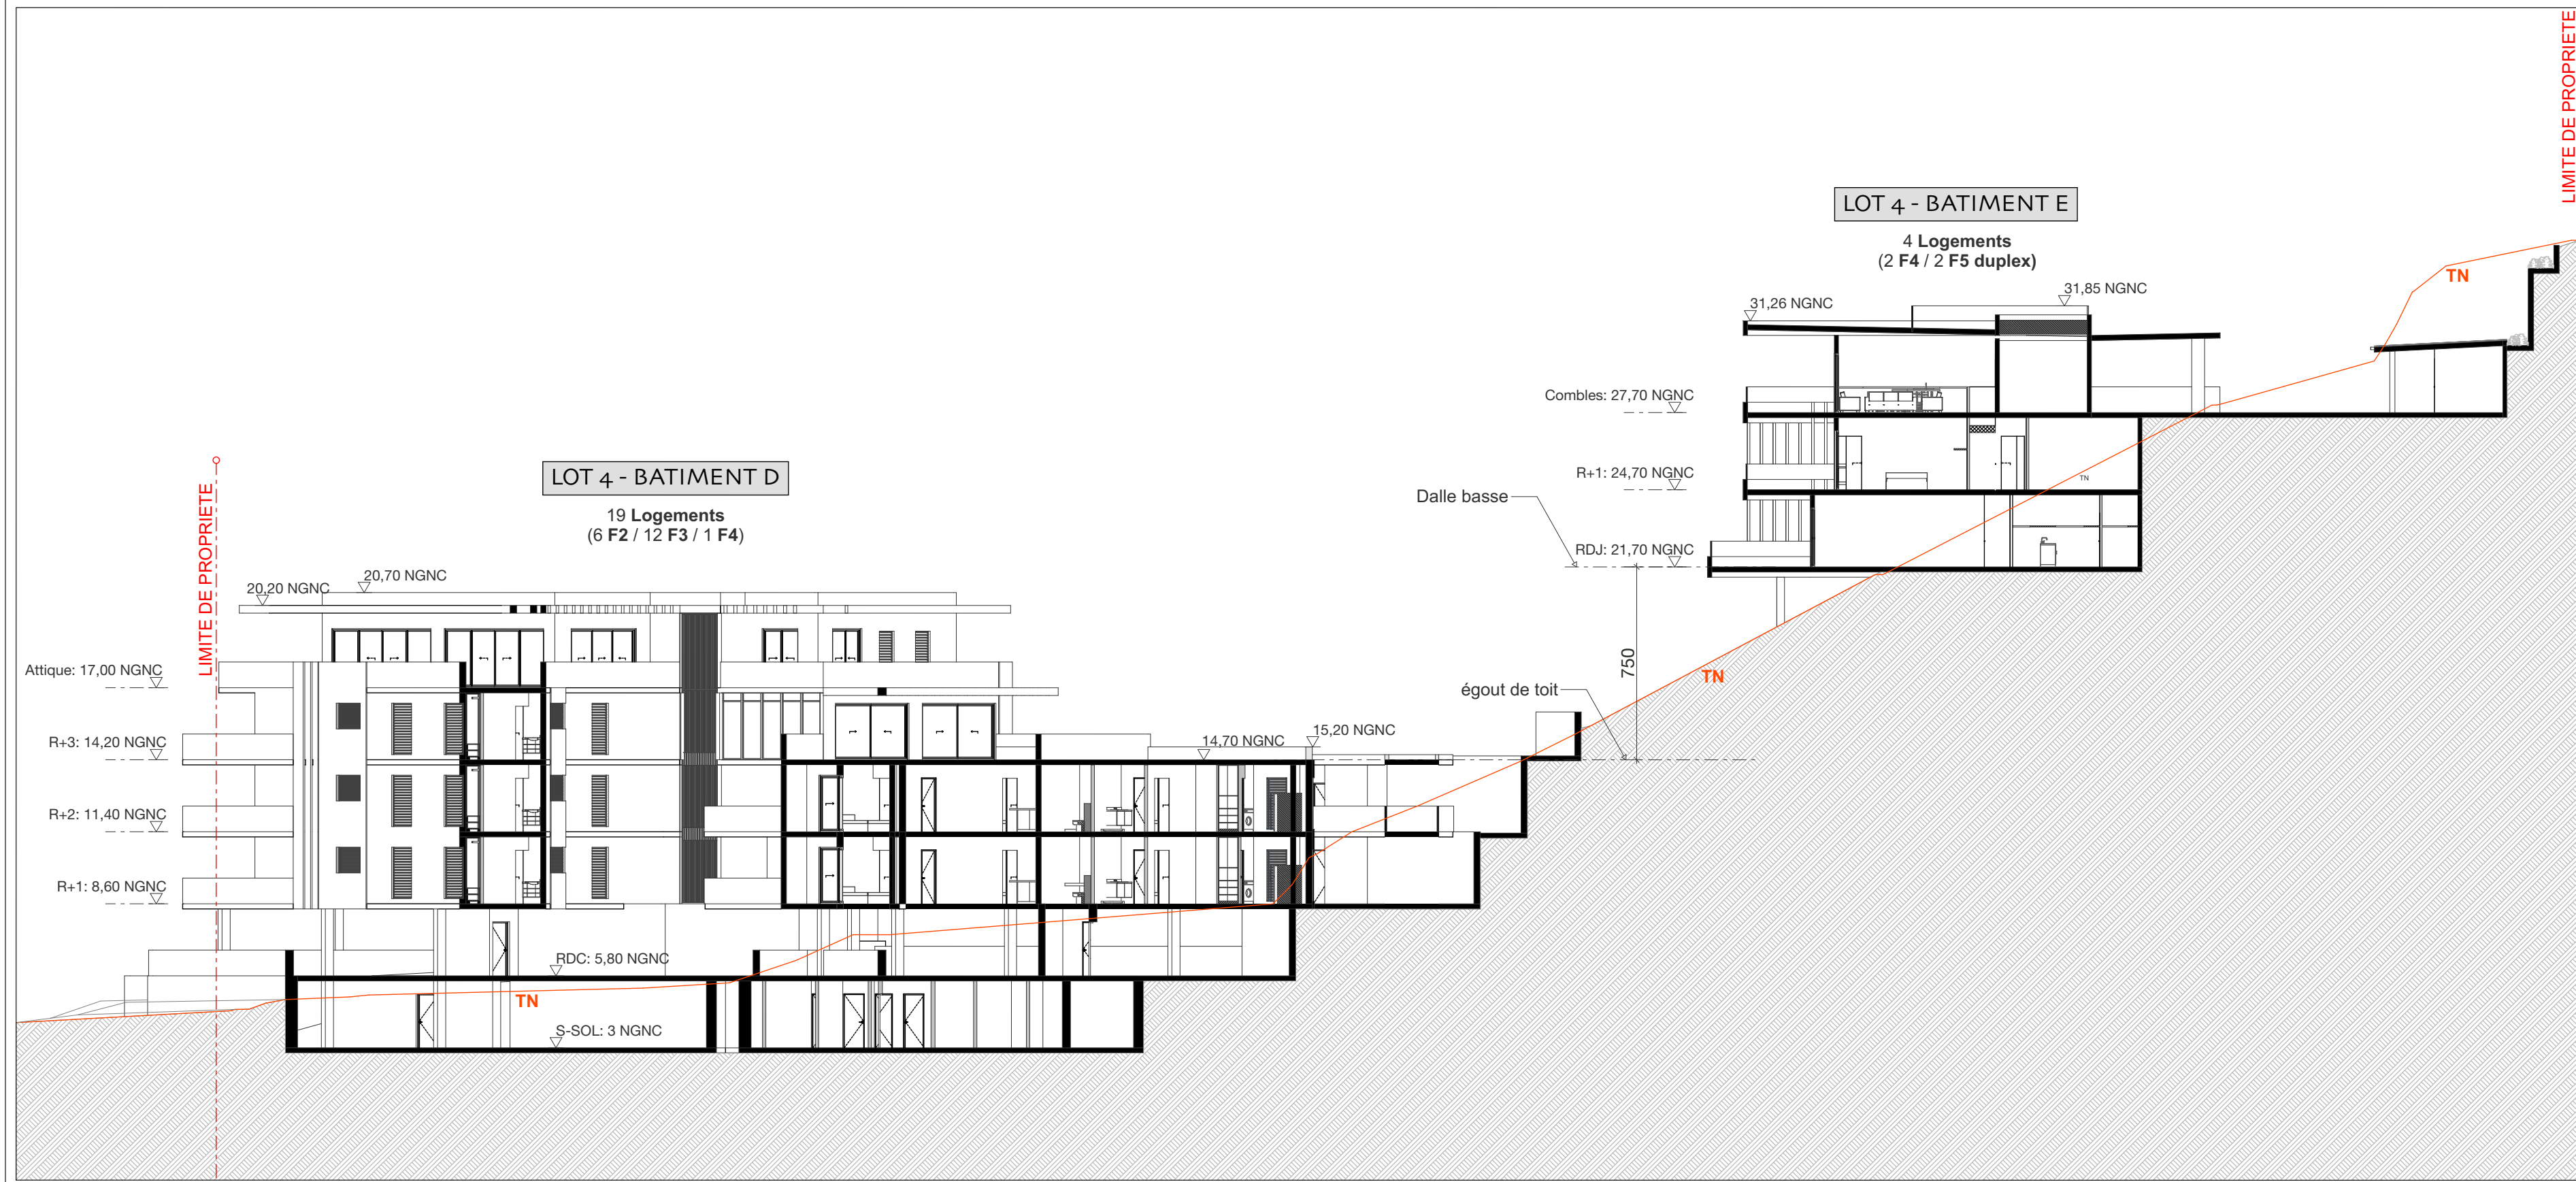 LIMITE DE PROPRIETE
LOT 4 - BATIMENT E
4 Logements
(2 F4 / 2 F5 duplex)
TN
31,85 NGNC
31,26 NGNC
Combles: 27,70 NGNC
R+1: 24,70 NGNC
TN
Dalle basse
RDJ: 21,70 NGNC
750
TN
égout de toit
LIMITE DE PROPRIETE
LOT 4 - BATIMENT D
19 Logements
(6 F2 / 12 F3 / 1 F4)
20,70 NGNC
20,20 NGNC
Attique: 17,00 NGNC
R+3: 14,20 NGNC
15,20 NGNC
14,70 NGNC
R+2: 11,40 NGNC
R+1: 8,60 NGNC
RDC: 5,80 NGNC
TN
S-SOL: 3 NGNC